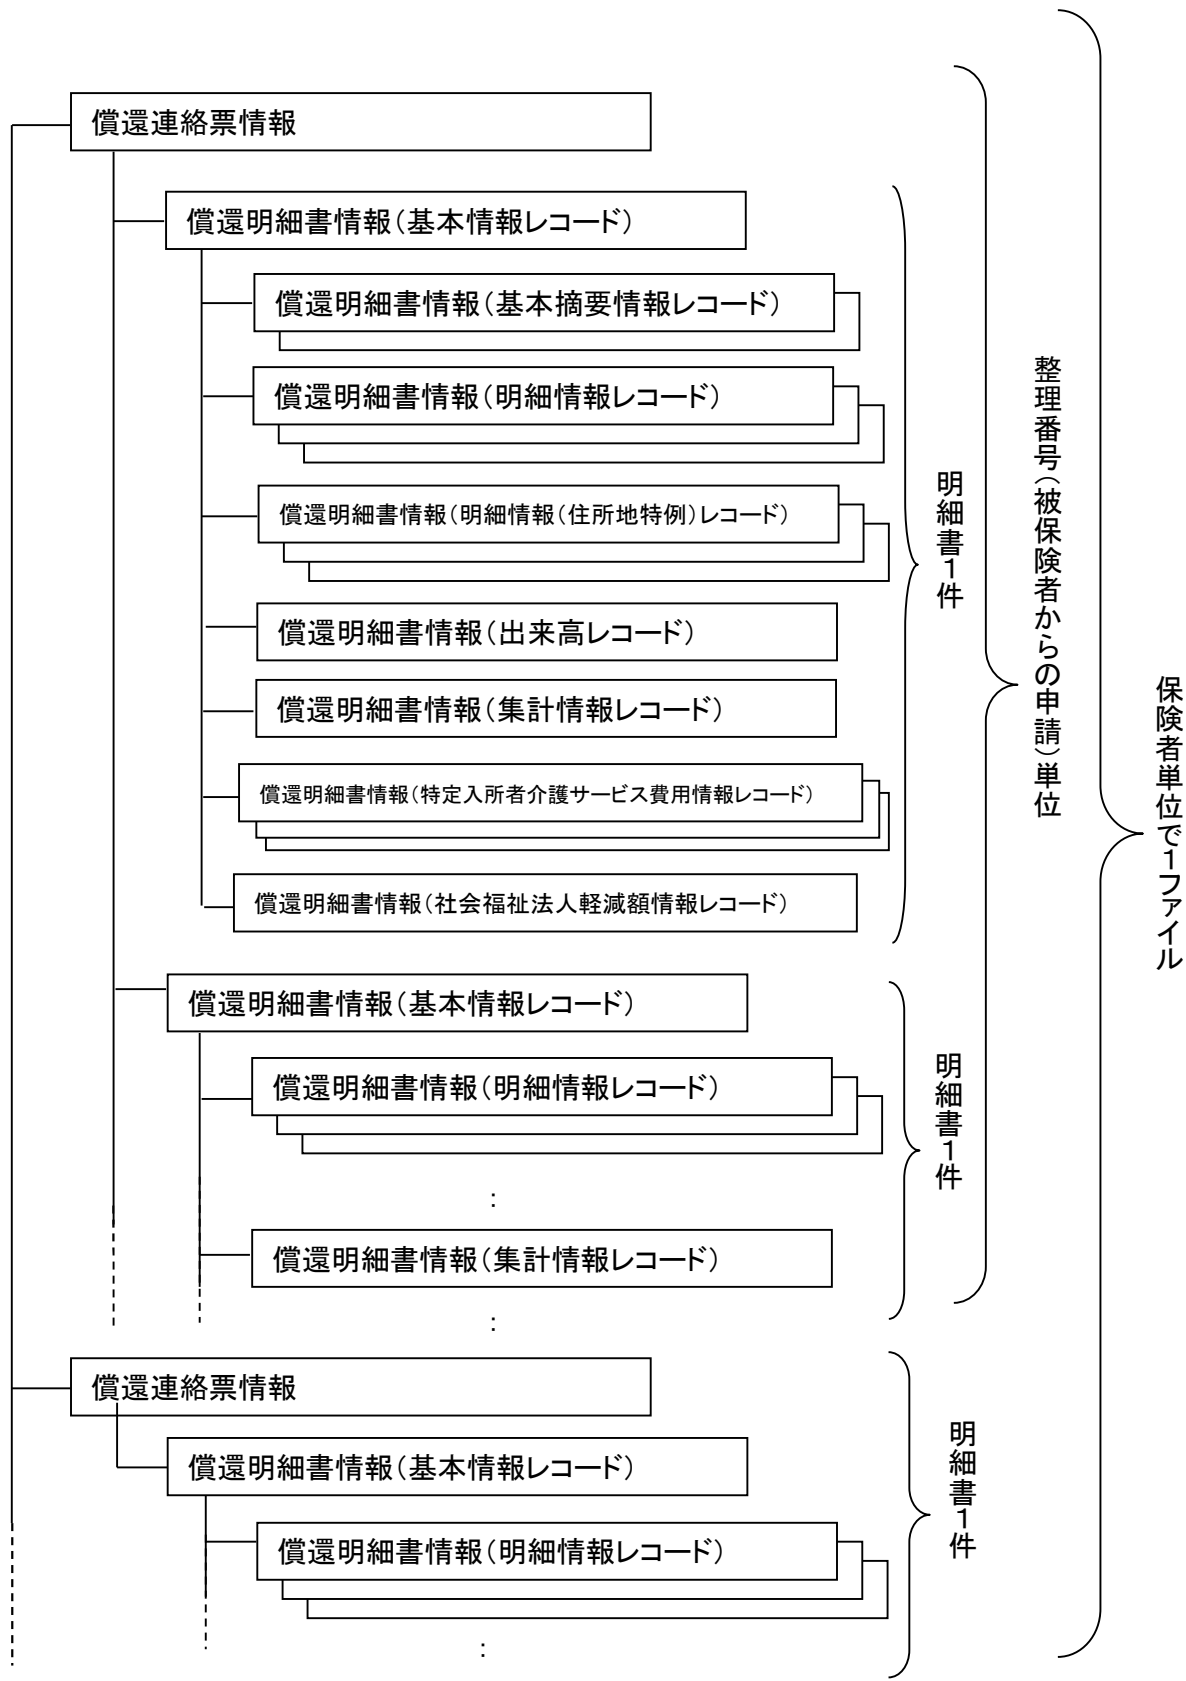 償還連絡票情報
償還明細書情報（基本情報レコード）
償還明細書情報（基本摘要情報レコード）
償還明細書情報（明細情報レコード）
償還明細書情報（明細情報（住所地特例）レコード）
償還明細書情報（出来高レコード）
償還明細書情報（集計情報レコード）
償還明細書情報（特定入所者介護サービス費用情報レコード）
償還明細書情報（社会福祉法人軽減額情報レコード）
明細書１件
償還明細書情報（基本情報レコード）
償還明細書情報（明細情報レコード）
：
償還明細書情報（集計情報レコード）
：
明細書１件
整理番号（被保険者からの申請）単位
償還連絡票情報
償還明細書情報（基本情報レコード）
償還明細書情報（明細情報レコード）
：
明細書１件
保険者単位で１ファイル